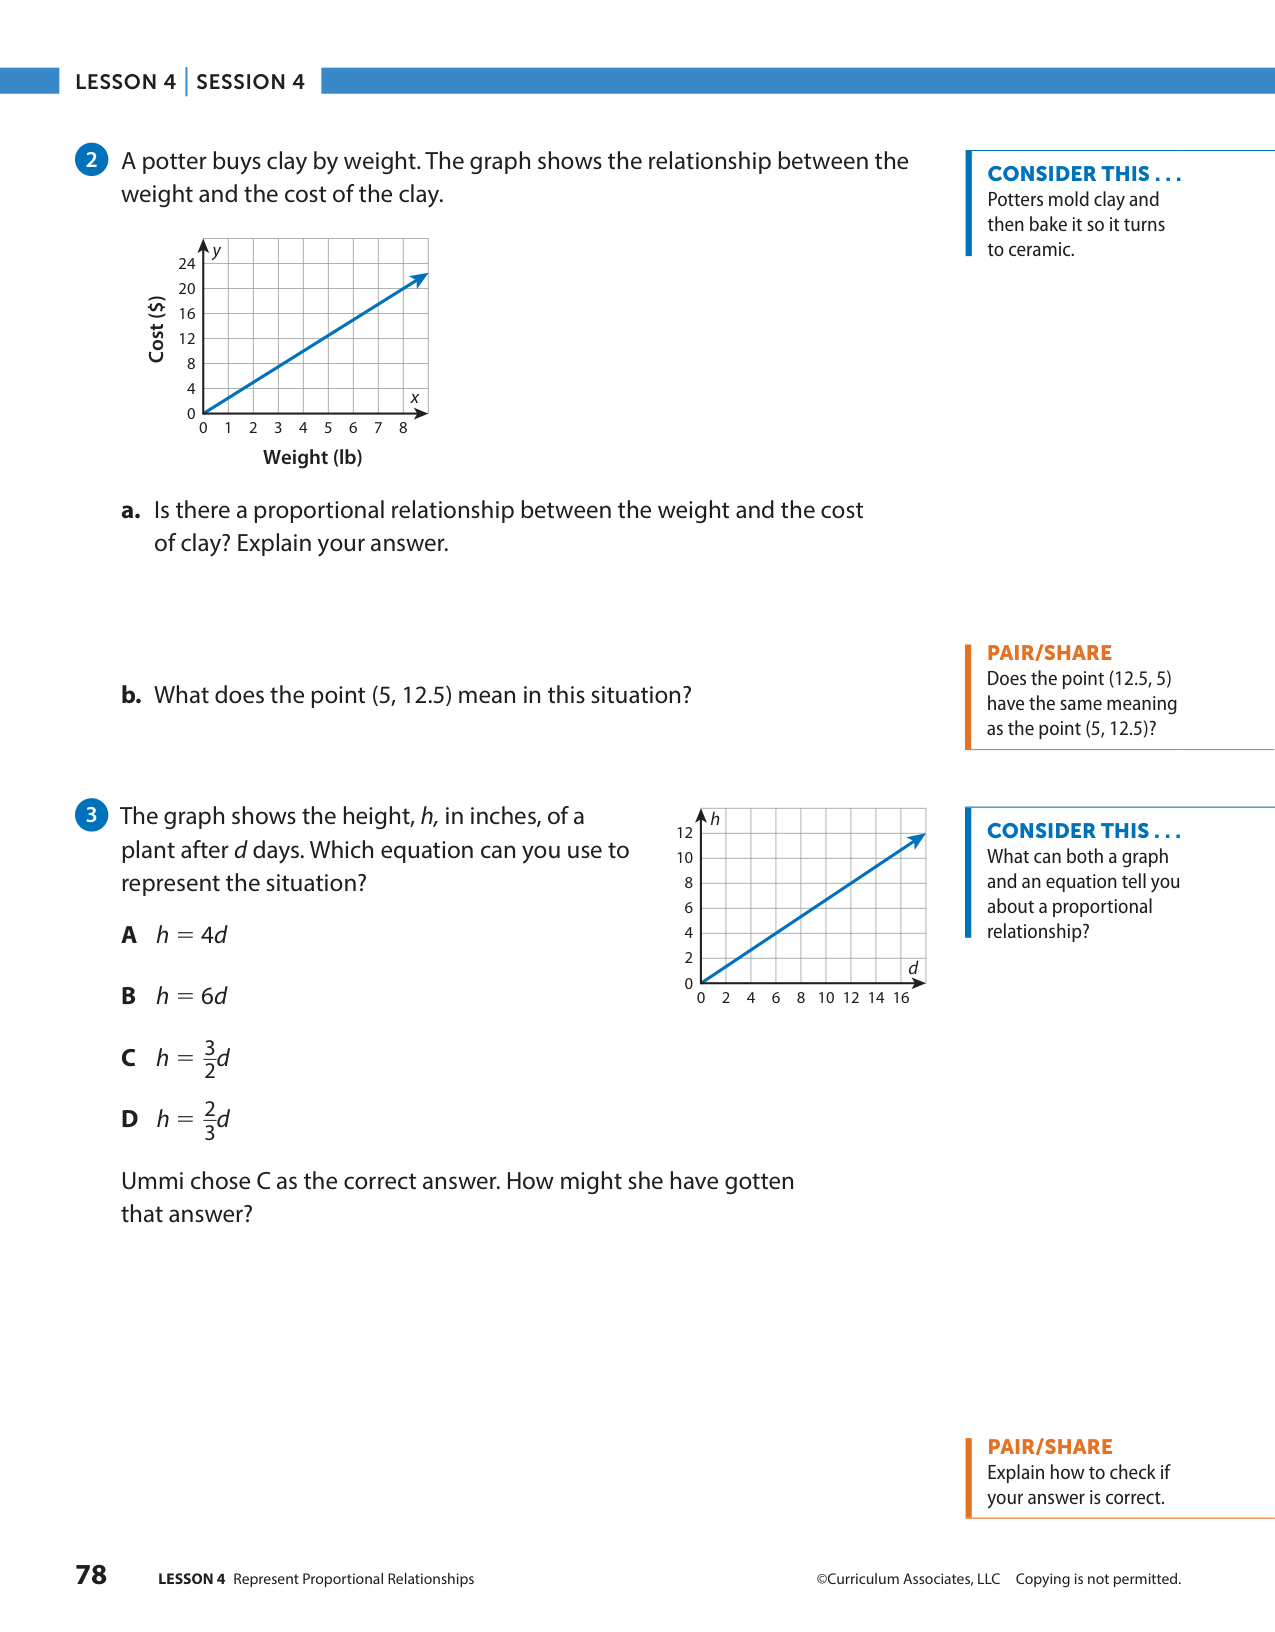 LESSON 4 | SESSION 4
2 A potter buys clay by weight. The graph shows the relationship between the
weight and the cost of the clay.
CONSIDER THIS . . .
Potters mold clay and
then bake it so it turns
to ceramic.
y
24
20
16
12
8
4
0
Cost ($)
x
0 1 2 3 4 5 6 7 8
Weight (lb)
a. Is there a proportional relationship between the weight and the cost
of clay? Explain your answer.
b. What does the point (5, 12.5) mean in this situation?
PAIR/SHARE
Does the point (12.5, 5)
have the same meaning
as the point (5, 12.5)?
3 The graph shows the height, h, in inches, of a
plant after d days. Which equation can you use to
represent the situation?
A h = 4d
B h = 6d
C h = 3/2d
D h = 2/3d
h
12
10
8
6
4
2
0
d
0 2 4 6 8 10 12 14 16
CONSIDER THIS . . .
What can both a graph
and an equation tell you
about a proportional
relationship?
Ummi chose C as the correct answer. How might she have gotten
that answer?
PAIR/SHARE
Explain how to check if
your answer is correct.
78 LESSON 4 Represent Proportional Relationships
©Curriculum Associates, LLC Copying is not permitted.